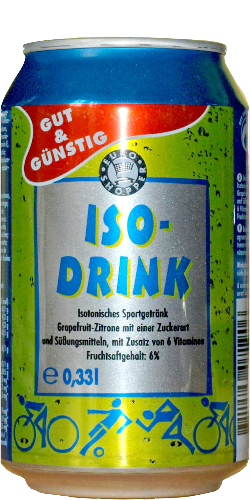 GUT
&
GÜNSTIG
EURO
SHOPPER
ISO-
DRINK
Isotonisches Sportgetränk
Grapefruit-Zitrone mit einer Zuckerart
und Süßungsmitteln, mit Zusatz von 6 Vitaminen
Fruchtsaftgehalt: 6%
e 0,33l